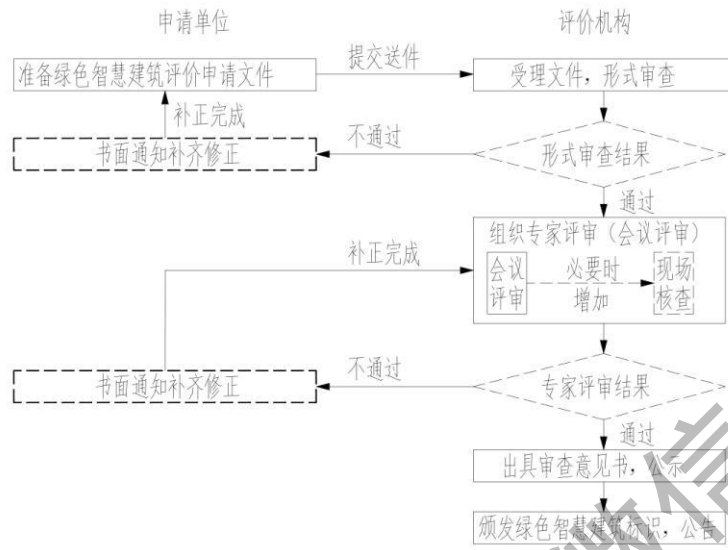 申请单位
评价机构
准备绿色智慧建筑评价申请文件
提交送件
受理文件，形式审查
补正完成
不通过
书面通知补齐修正
形式审查结果
通过
组织专家评审（会议评审）
补正完成
会议
评审
必要时
增加
现场
核查
不通过
书面通知补齐修正
专家评审结果
通过
出具审查意见书，公示
颁发绿色智慧建筑标识，公告
微信